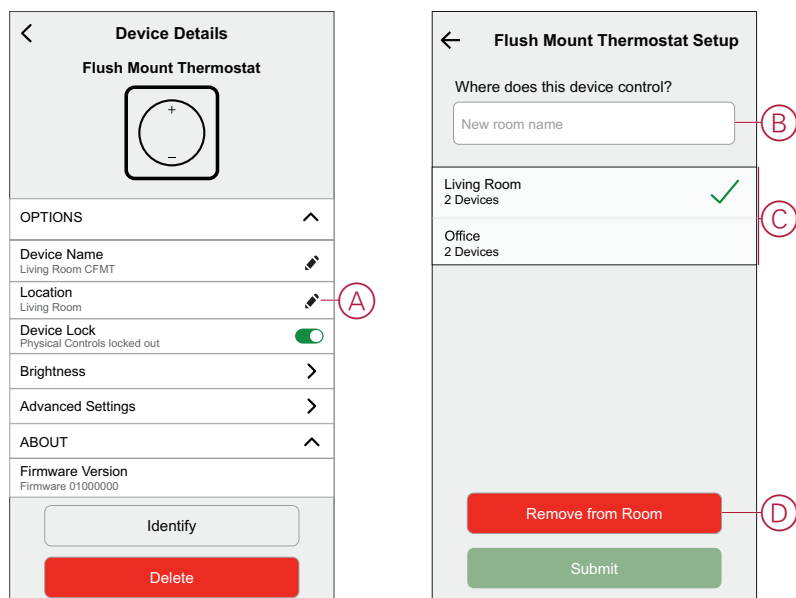 Device Details
Flush Mount Thermostat
+
–
OPTIONS
Device Name
Living Room CFMT
Location
Living Room
A
Device Lock
Physical Controls locked out
Brightness
Advanced Settings
ABOUT
Firmware Version
Firmware 01000000
Identify
Delete
Flush Mount Thermostat Setup
Where does this device control?
New room name
B
Living Room
2 Devices
C
Office
2 Devices
Remove from Room
D
Submit